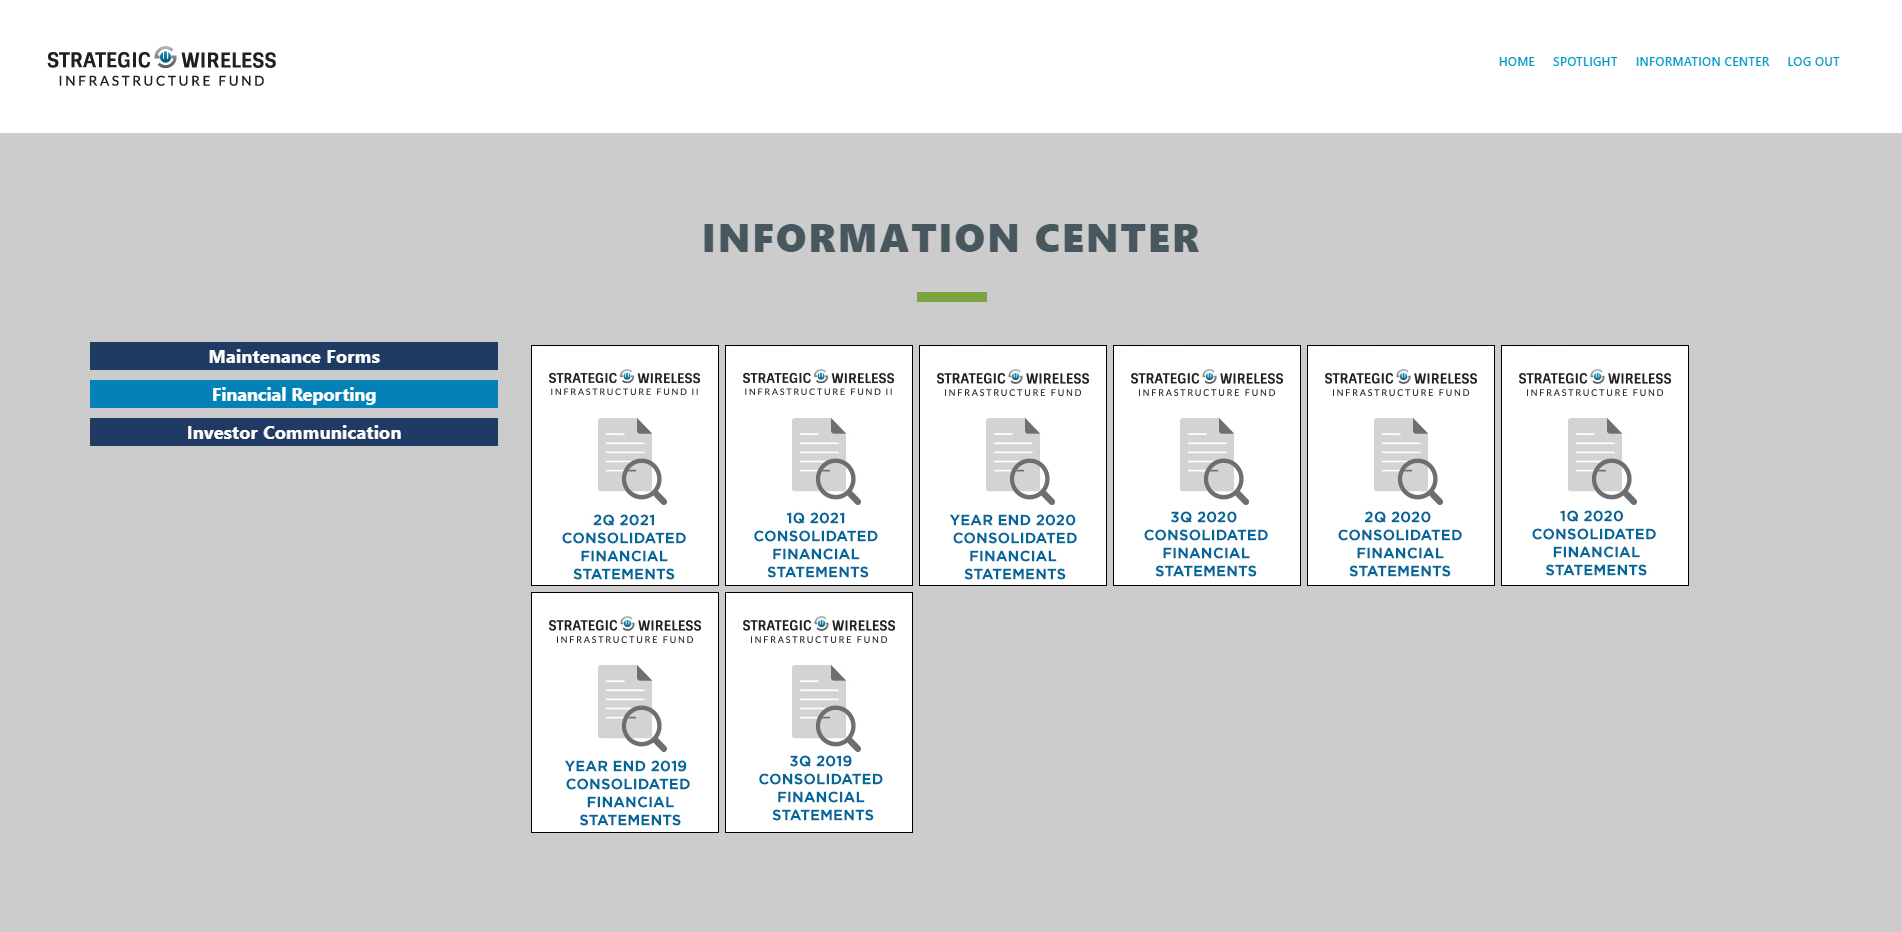 STRATEGIC WIRELESS
INFRASTRUCTURE FUND
HOME SPOTLIGHT INFORMATION CENTER LOG OUT
INFORMATION CENTER
Maintenance Forms
Financial Reporting
Investor Communication
STRATEGIC WIRELESS
INFRASTRUCTURE FUND II
2Q 2021
CONSOLIDATED
FINANCIAL
STATEMENTS
STRATEGIC WIRELESS
INFRASTRUCTURE FUND II
1Q 2021
CONSOLIDATED
FINANCIAL
STATEMENTS
STRATEGIC WIRELESS
INFRASTRUCTURE FUND
YEAR END 2020
CONSOLIDATED
FINANCIAL
STATEMENTS
STRATEGIC WIRELESS
INFRASTRUCTURE FUND
3Q 2020
CONSOLIDATED
FINANCIAL
STATEMENTS
STRATEGIC WIRELESS
INFRASTRUCTURE FUND
2Q 2020
CONSOLIDATED
FINANCIAL
STATEMENTS
STRATEGIC WIRELESS
INFRASTRUCTURE FUND
1Q 2020
CONSOLIDATED
FINANCIAL
STATEMENTS
STRATEGIC WIRELESS
INFRASTRUCTURE FUND
YEAR END 2019
CONSOLIDATED
FINANCIAL
STATEMENTS
STRATEGIC WIRELESS
INFRASTRUCTURE FUND
3Q 2019
CONSOLIDATED
FINANCIAL
STATEMENTS